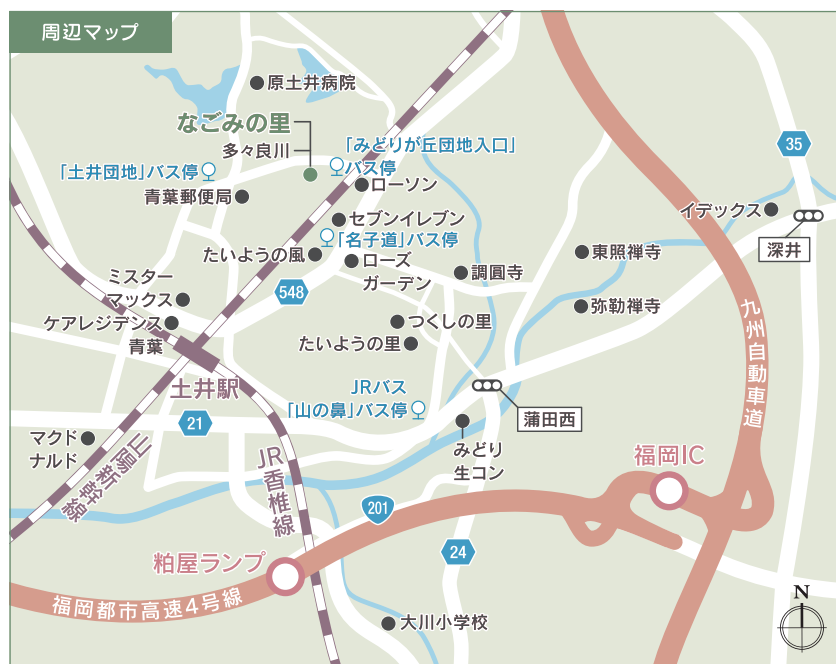 周辺マップ
原土井病院
なごみの里
多々良川
「みどりが丘団地入口」
バス停
「土井団地」バス停
青葉郵便局
ローソン
35
イデックス
深井
セブンイレブン
「名子道」バス停
たいようの風
ローズ
ガーデン
調圓寺
東照禅寺
ミスター
マックス
548
弥勒禅寺
ケアレジデンス
青葉
つくしの里
たいようの里
九州自動車道
土井駅
JRバス
「山の鼻」バス停
蒲田西
21
マクド
ナルド
山陽新幹線
JR香椎線
みどり
生コン
福岡IC
201
24
粕屋ランプ
福岡都市高速4号線
大川小学校
N